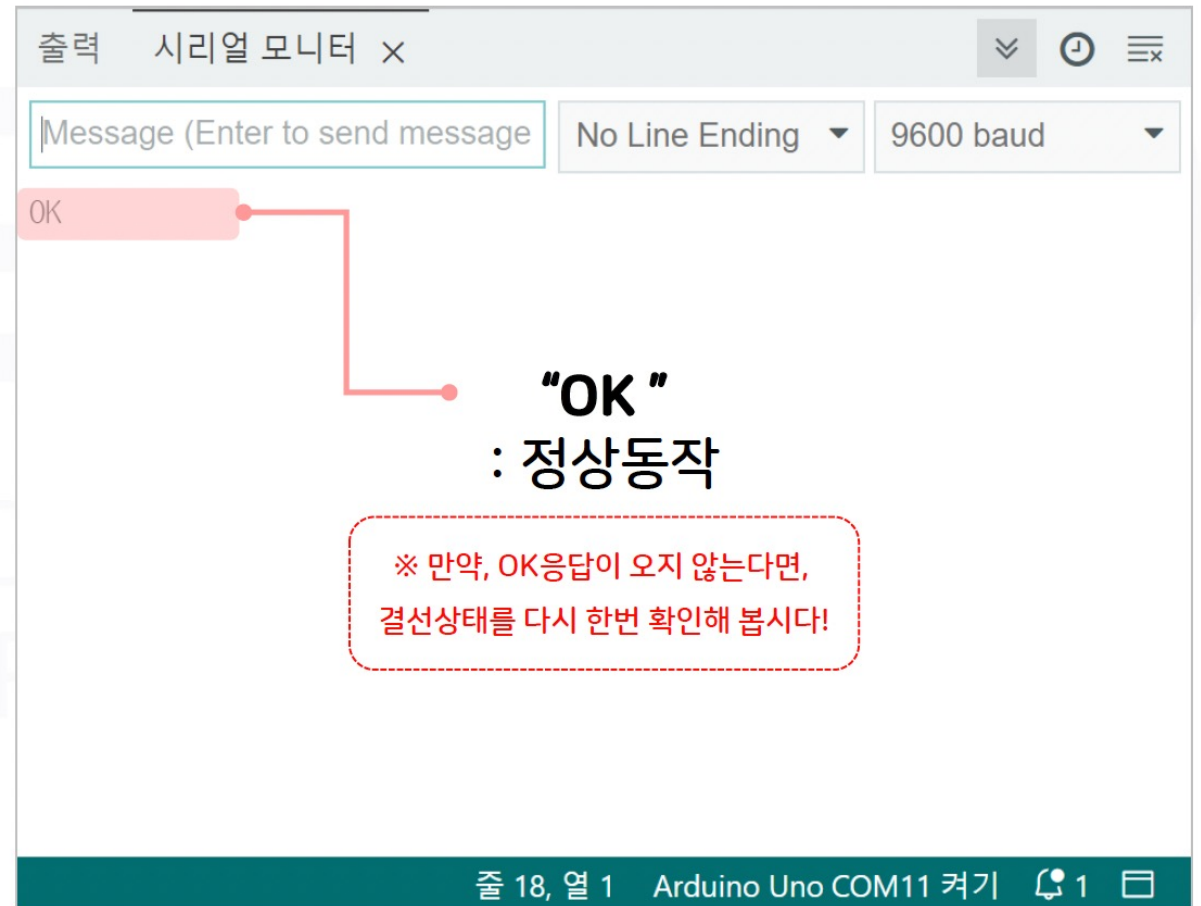 출력 시리얼 모니터 ×
Message (Enter to send message No Line Ending 9600 baud
OK
"OK "
: 정상동작
※ 만약, OK응답이 오지 않는다면,
결선상태를 다시 한번 확인해 봅시다!
줄 18, 열 1 Arduino Uno COM11 켜기 1